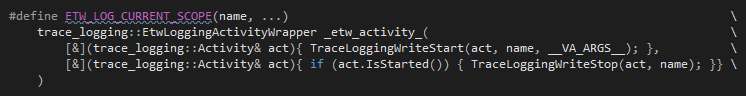 #define ETW_LOG_CURRENT_SCOPE(name, ...) \
    trace_logging::EtwLoggingActivityWrapper _etw_activity_( \
        [&](trace_logging::Activity& act){ TraceLoggingWriteStart(act, name, __VA_ARGS__); }, \
        [&](trace_logging::Activity& act){ if (act.IsStarted()) { TraceLoggingWriteStop(act, name); }} \
    )